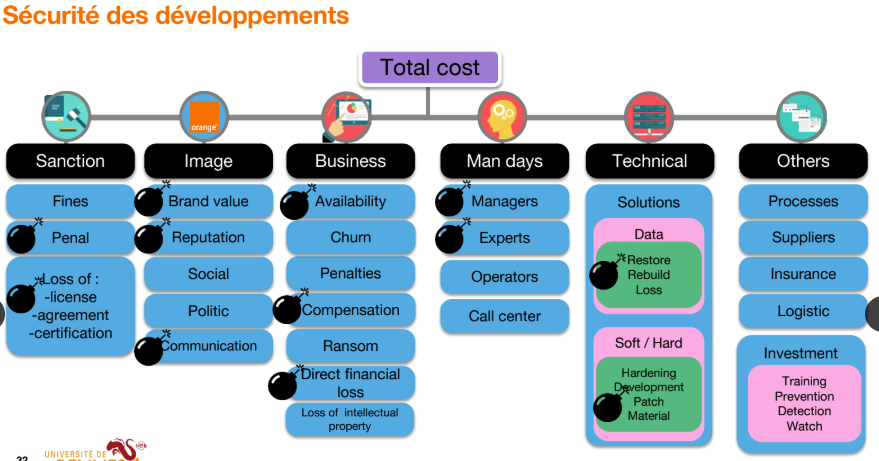 Sécurité des développements
Total cost
orange
Sanction
Fines
Penal
Loss of :
-license
-agreement
-certification
Image
Brand value
Reputation
Social
Politic
Communication
Business
Availability
Churn
Penalties
Compensation
Ransom
Direct financial
loss
Loss of intellectual
property
Man days
Managers
Experts
Operators
Call center
Technical
Solutions
Data
Restore
Rebuild
Loss
Soft / Hard
Hardening
Development
Patch
Material
Others
Processes
Suppliers
Insurance
Logistic
Investment
Training
Prevention
Detection
Watch
32
UNIVERSITÉ DE